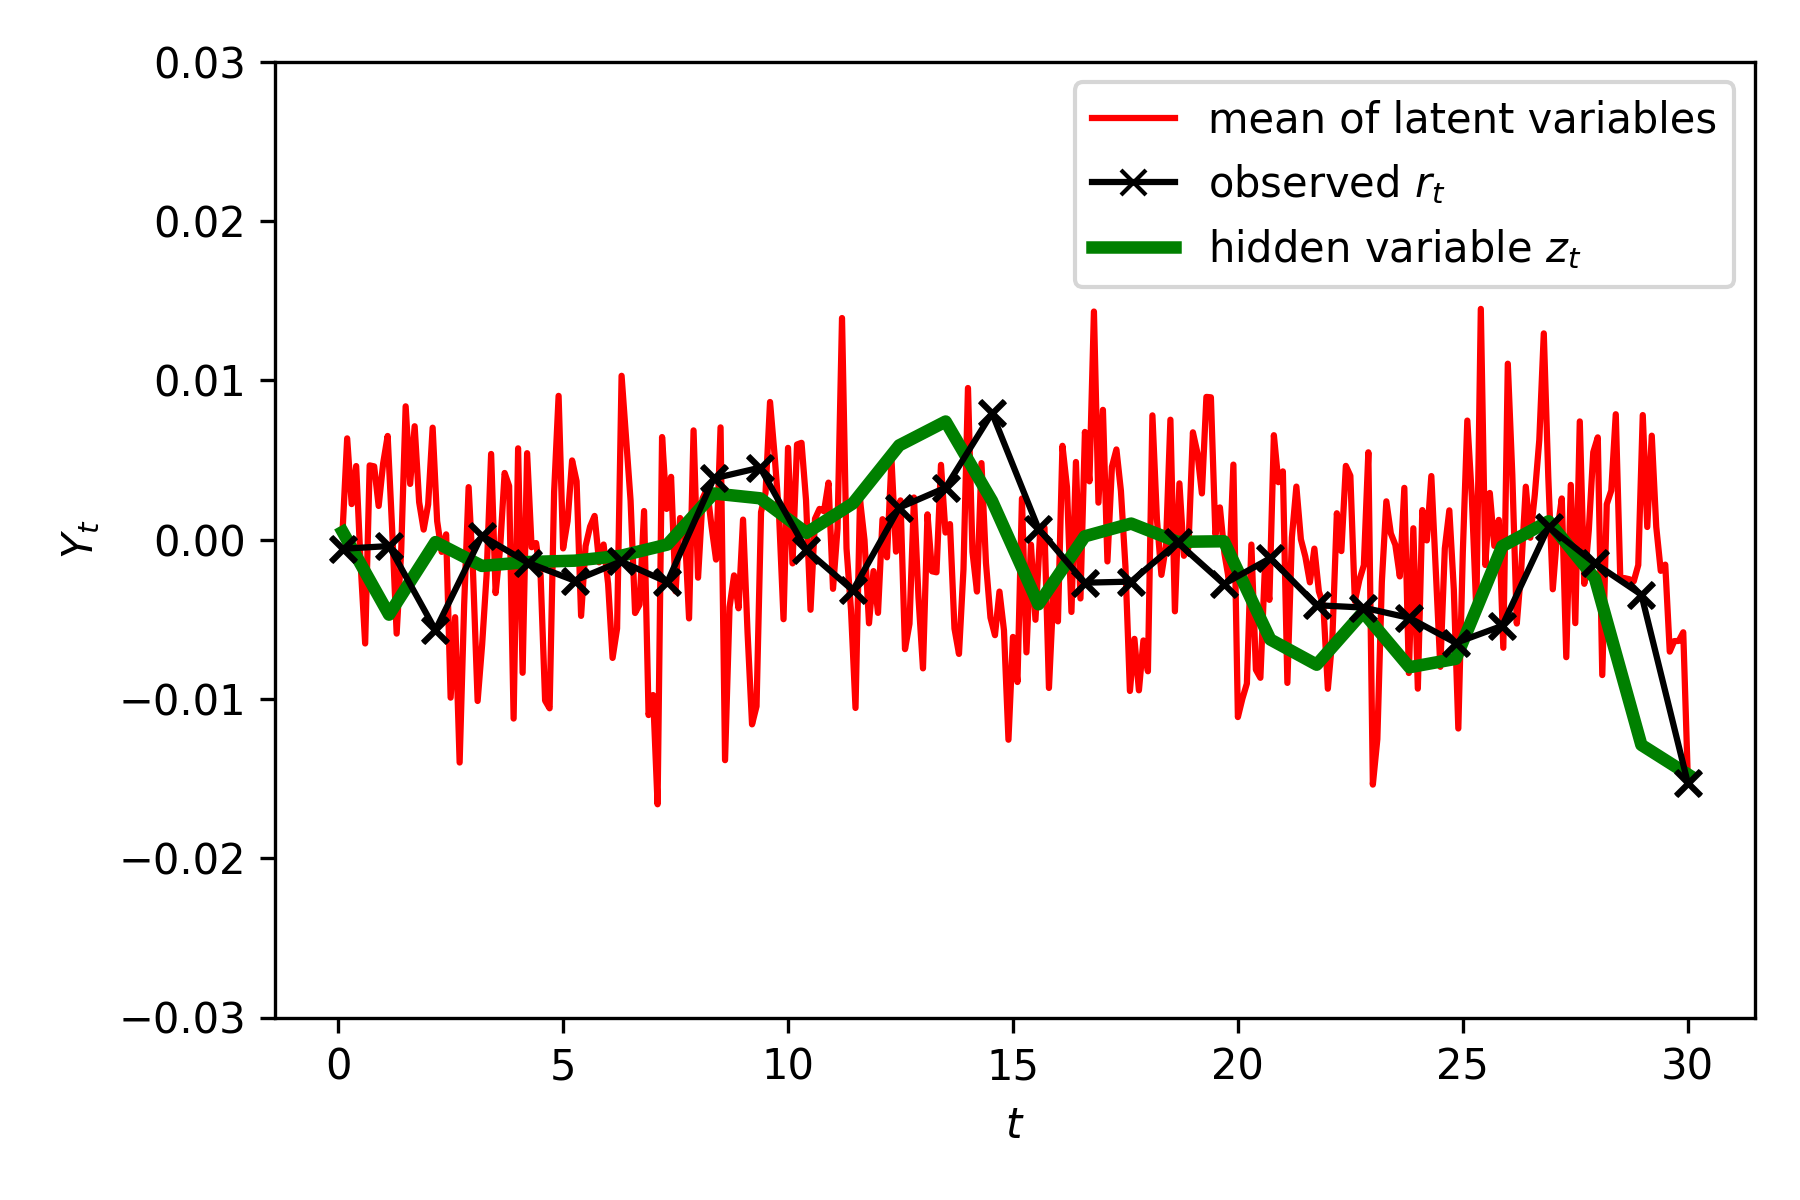 0.03
0.02
0.01
0.00
−0.01
−0.02
−0.03
Y_t
mean of latent variables
observed r_t
hidden variable z_t
0 5 10 15 20 25 30
t